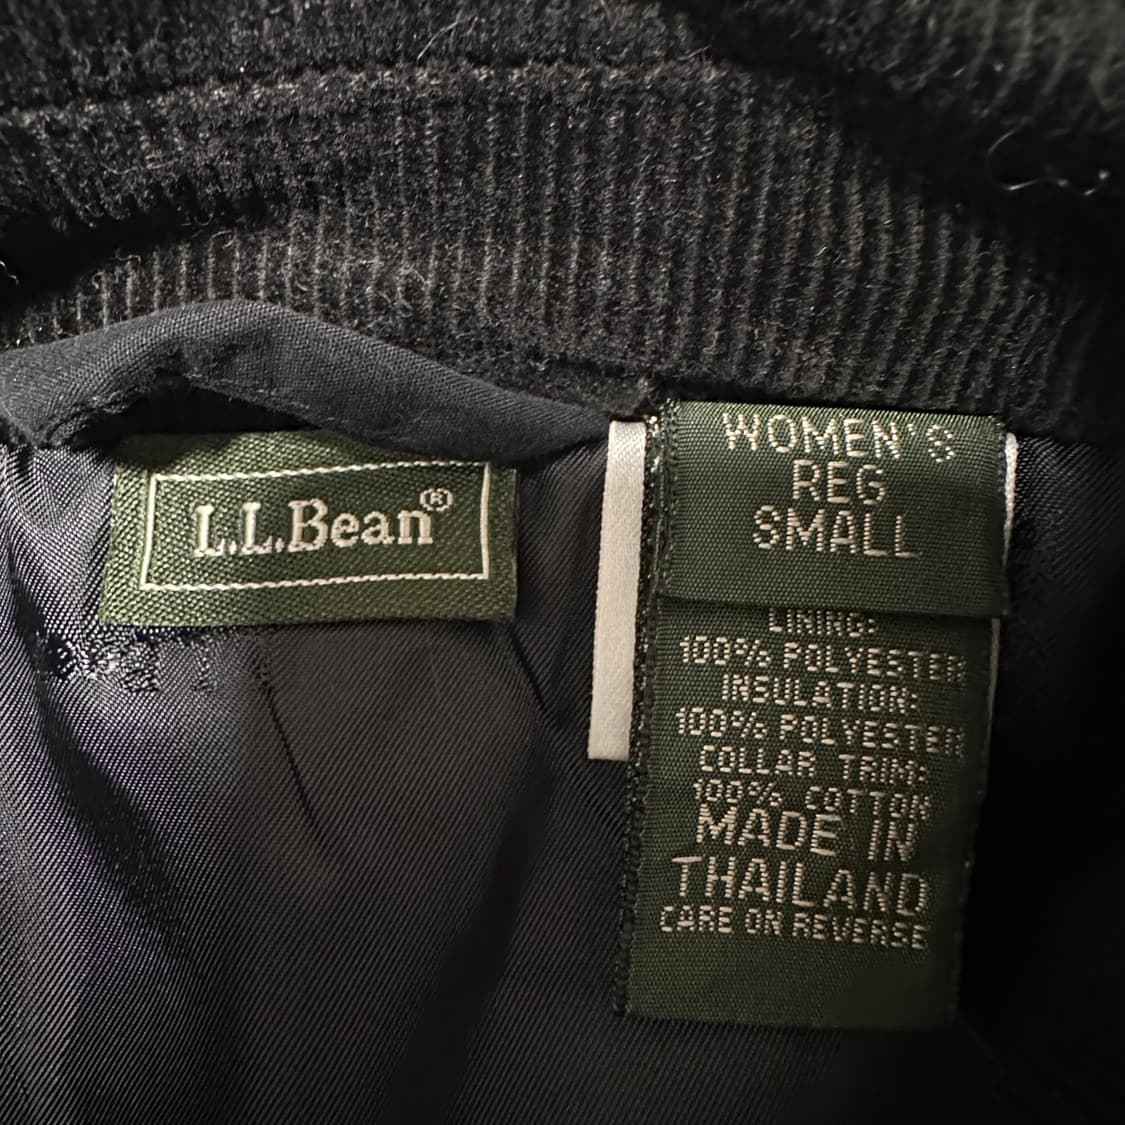 L.L.Bean®
WOMEN'S
REG
SMALL
LINING:
100% POLYESTER
INSULATION:
100% POLYESTER
COLLAR TRIM:
100% COTTON
MADE IN
THAILAND
CARE ON REVERSE